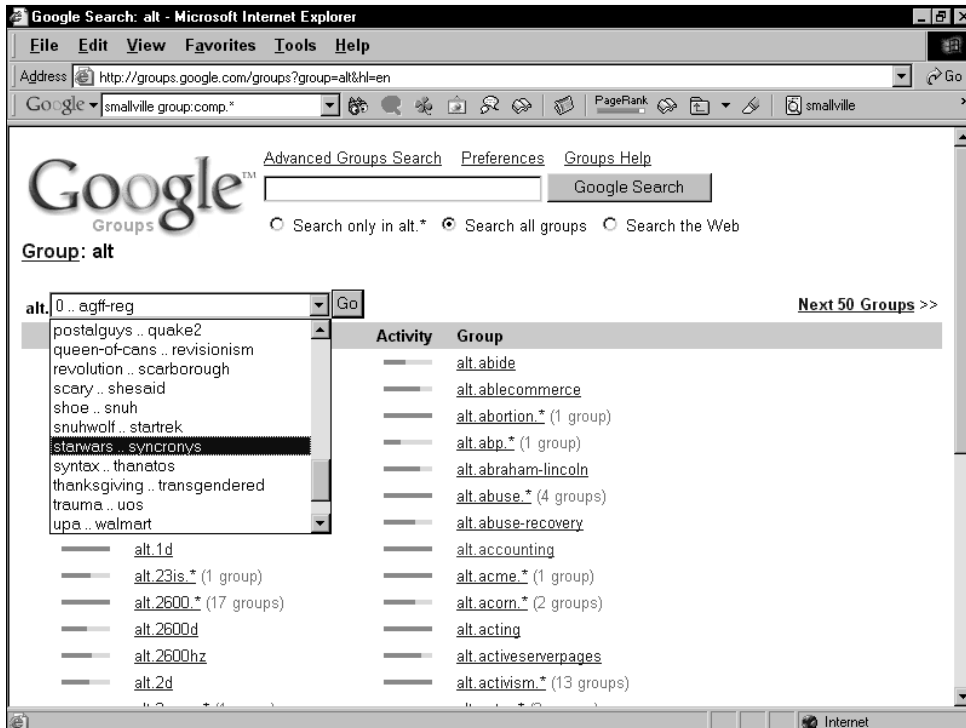 Google Search: alt - Microsoft Internet Explorer
File Edit View Favorites Tools Help
Address http://groups.google.com/groups?group=alt&hl=en Go
Google smallville group:comp.* PageRank smallville
Advanced Groups Search Preferences Groups Help
Google™
Groups
Google Search
Search only in alt.* Search all groups Search the Web
Group: alt
alt. 0 .. agff-reg Go Next 50 Groups >>
postalguys .. quake2
queen-of-cans .. revisionism
revolution .. scarborough
scary .. shesaid
shoe .. snuh
snuhwolf .. startrek
starwars .. syncronys
syntax .. thanatos
thanksgiving .. transgendered
trauma .. uos
upa .. walmart
alt.1d
alt.23is.* (1 group)
alt.2600.* (17 groups)
alt.2600d
alt.2600hz
alt.2d
Activity Group
alt.abide
alt.ablecommerce
alt.abortion.* (1 group)
alt.abp.* (1 group)
alt.abraham-lincoln
alt.abuse.* (4 groups)
alt.abuse-recovery
alt.accounting
alt.acme.* (1 group)
alt.acorn.* (2 groups)
alt.acting
alt.activeserverpages
alt.activism.* (13 groups)
Internet